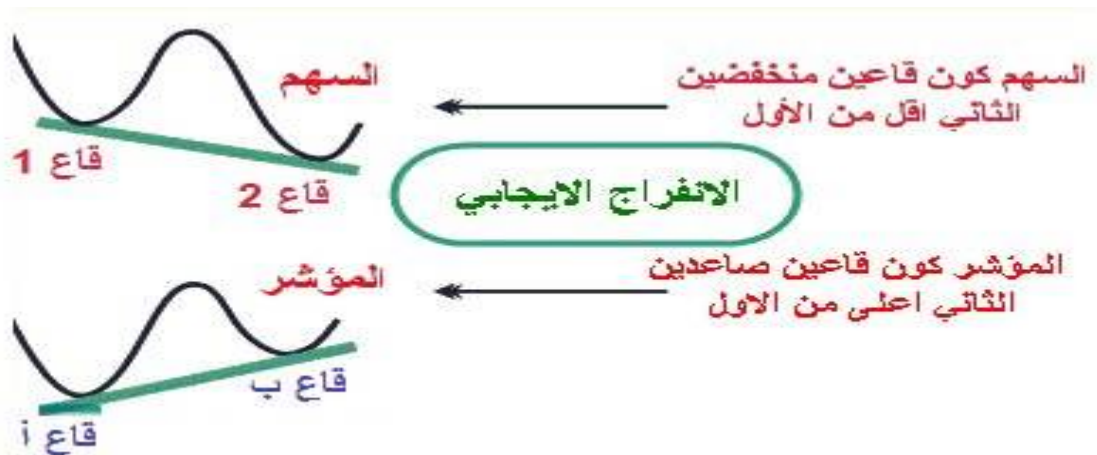 السهم كون قاعين منخفضين
الثاني اقل من الأول
السهم
قاع 1
قاع 2
الانفراج الايجابي
المؤشر كون قاعين صاعدين
الثاني اعلى من الاول
المؤشر
قاع ب
قاع أ